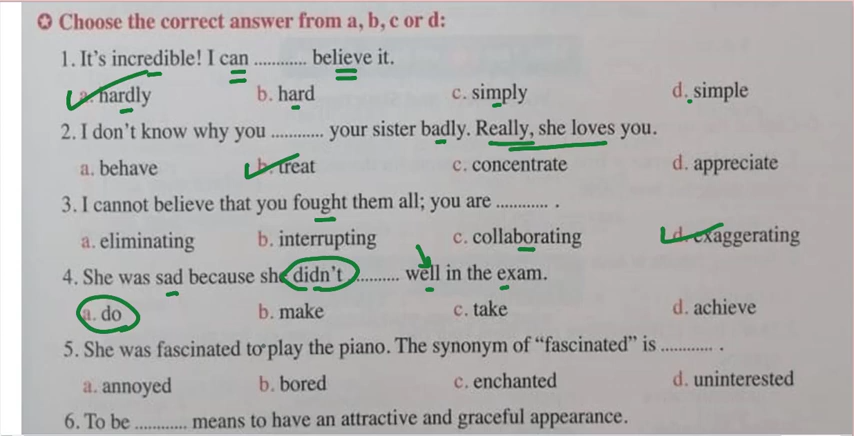 ✪ Choose the correct answer from a, b, c or d:
1. It's incredible! I can ............ believe it.
a. hardly b. hard c. simply d. simple
2. I don't know why you ............ your sister badly. Really, she loves you.
a. behave b. treat c. concentrate d. appreciate
3. I cannot believe that you fought them all; you are ............ .
a. eliminating b. interrupting c. collaborating d. exaggerating
4. She was sad because she didn't .......... well in the exam.
a. do b. make c. take d. achieve
5. She was fascinated to play the piano. The synonym of "fascinated" is ............ .
a. annoyed b. bored c. enchanted d. uninterested
6. To be ............ means to have an attractive and graceful appearance.